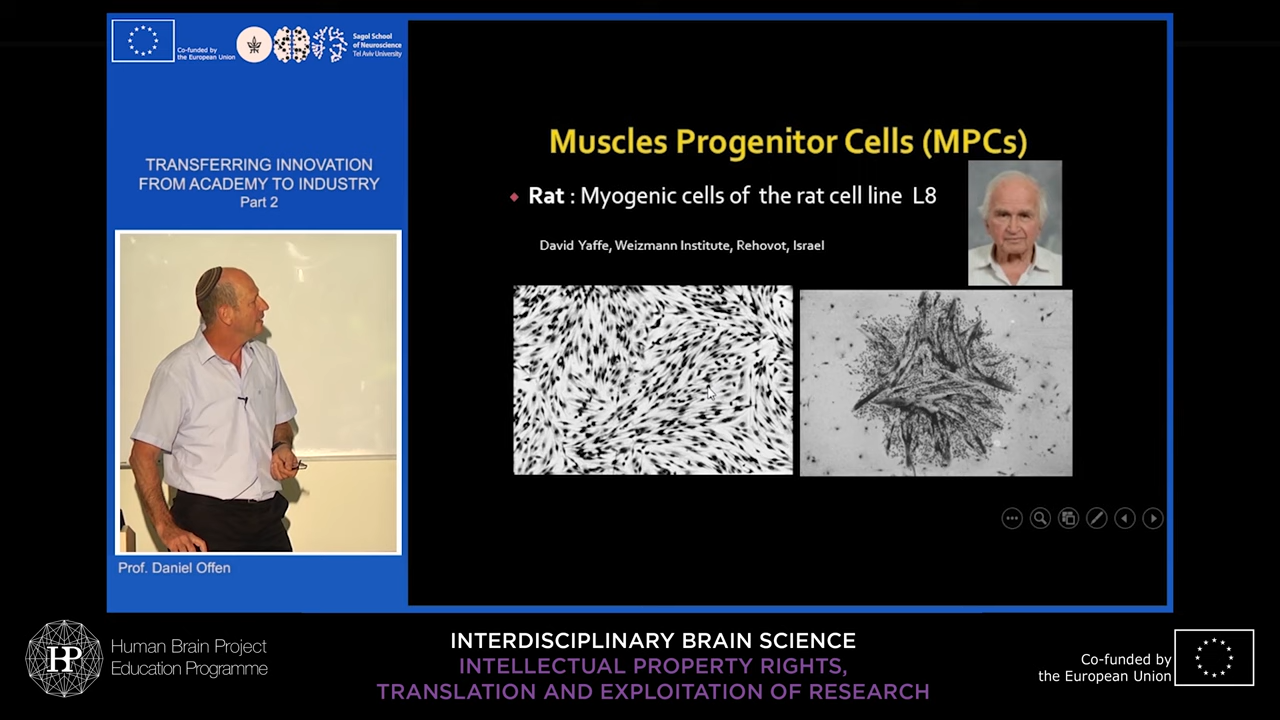 Co-funded by
the European Union
Sagol School
of Neuroscience
Tel Aviv University
TRANSFERRING INNOVATION
FROM ACADEMY TO INDUSTRY
Part 2
Prof. Daniel Offen
Muscles Progenitor Cells (MPCs)
Rat : Myogenic cells of the rat cell line L8
David Yaffe, Weizmann Institute, Rehovot, Israel
HBP
Human Brain Project
Education Programme
INTERDISCIPLINARY BRAIN SCIENCE
INTELLECTUAL PROPERTY RIGHTS,
TRANSLATION AND EXPLOITATION OF RESEARCH
Co-funded by
the European Union